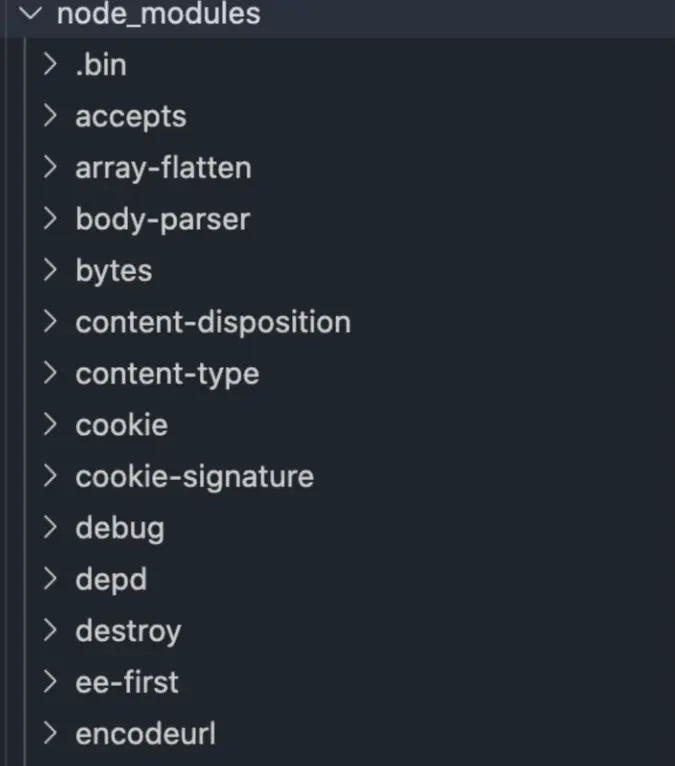 node_modules
.bin
accepts
array-flatten
body-parser
bytes
content-disposition
content-type
cookie
cookie-signature
debug
depd
destroy
ee-first
encodeurl